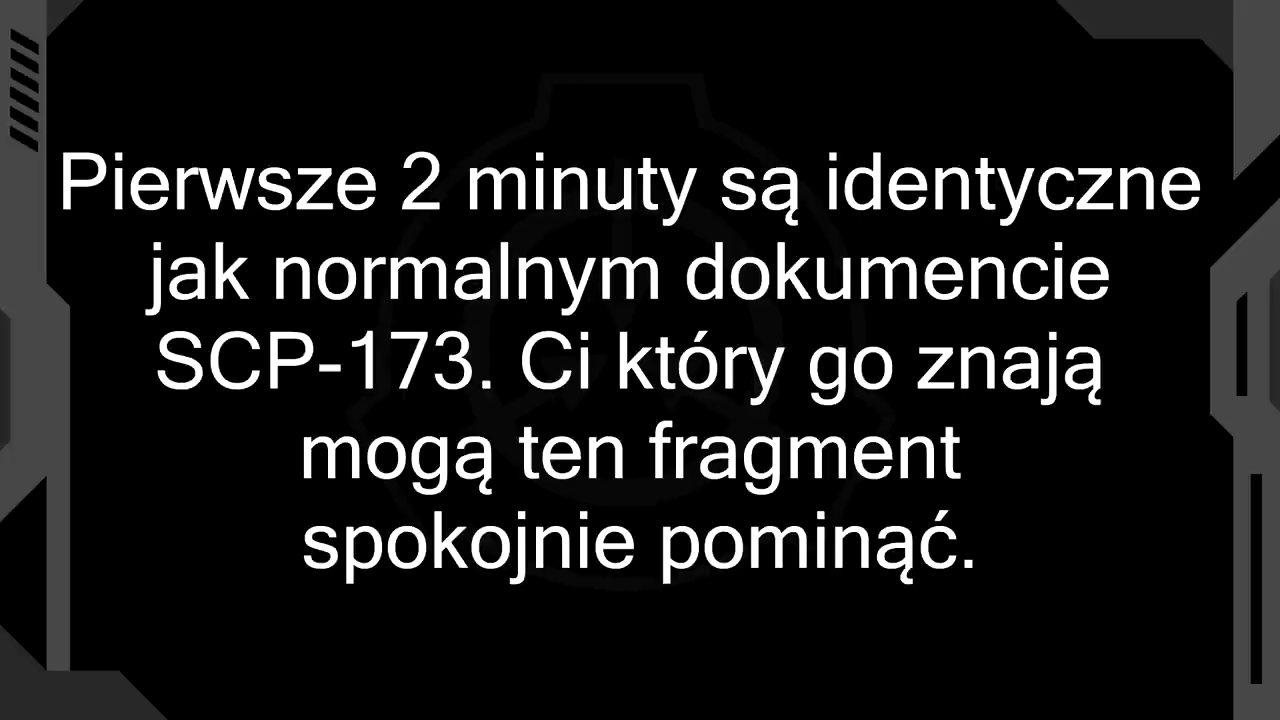 Pierwsze 2 minuty są identyczne
jak normalnym dokumencie
SCP-173. Ci który go znają
mogą ten fragment
spokojnie pominąć.